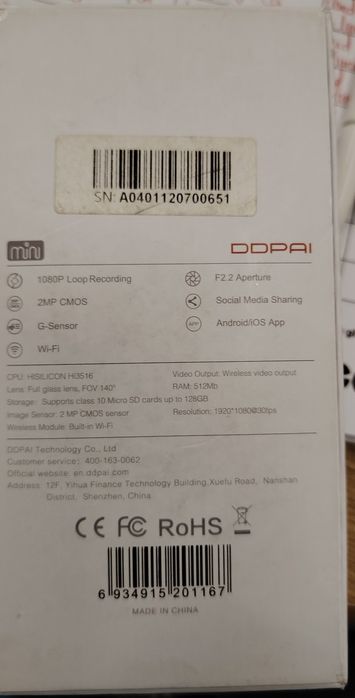 SN: A0401120700651
mini DDPAI
1080P Loop Recording F2.2 Aperture
2MP CMOS Social Media Sharing
G-Sensor APP Android/iOS App
Wi-Fi
CPU: HISILICON Hi3516 Video Output: Wireless video output
Lens: Full glass lens, FOV 140° RAM: 512Mb
Storage: Supports class 10 Micro SD cards up to 128GB
Image Sensor: 2 MP CMOS sensor Resolution: 1920*1080@30fps
Wireless Module: Built-in Wi-Fi
DDPAI Technology Co., Ltd
Customer service: 400-163-0062
Official website: en.ddpai.com
Address: 12F, Yihua Finance Technology Building,Xuefu Road, Nanshan
District, Shenzhen, China
CE FC RoHS
6 934915 201167
MADE IN CHINA